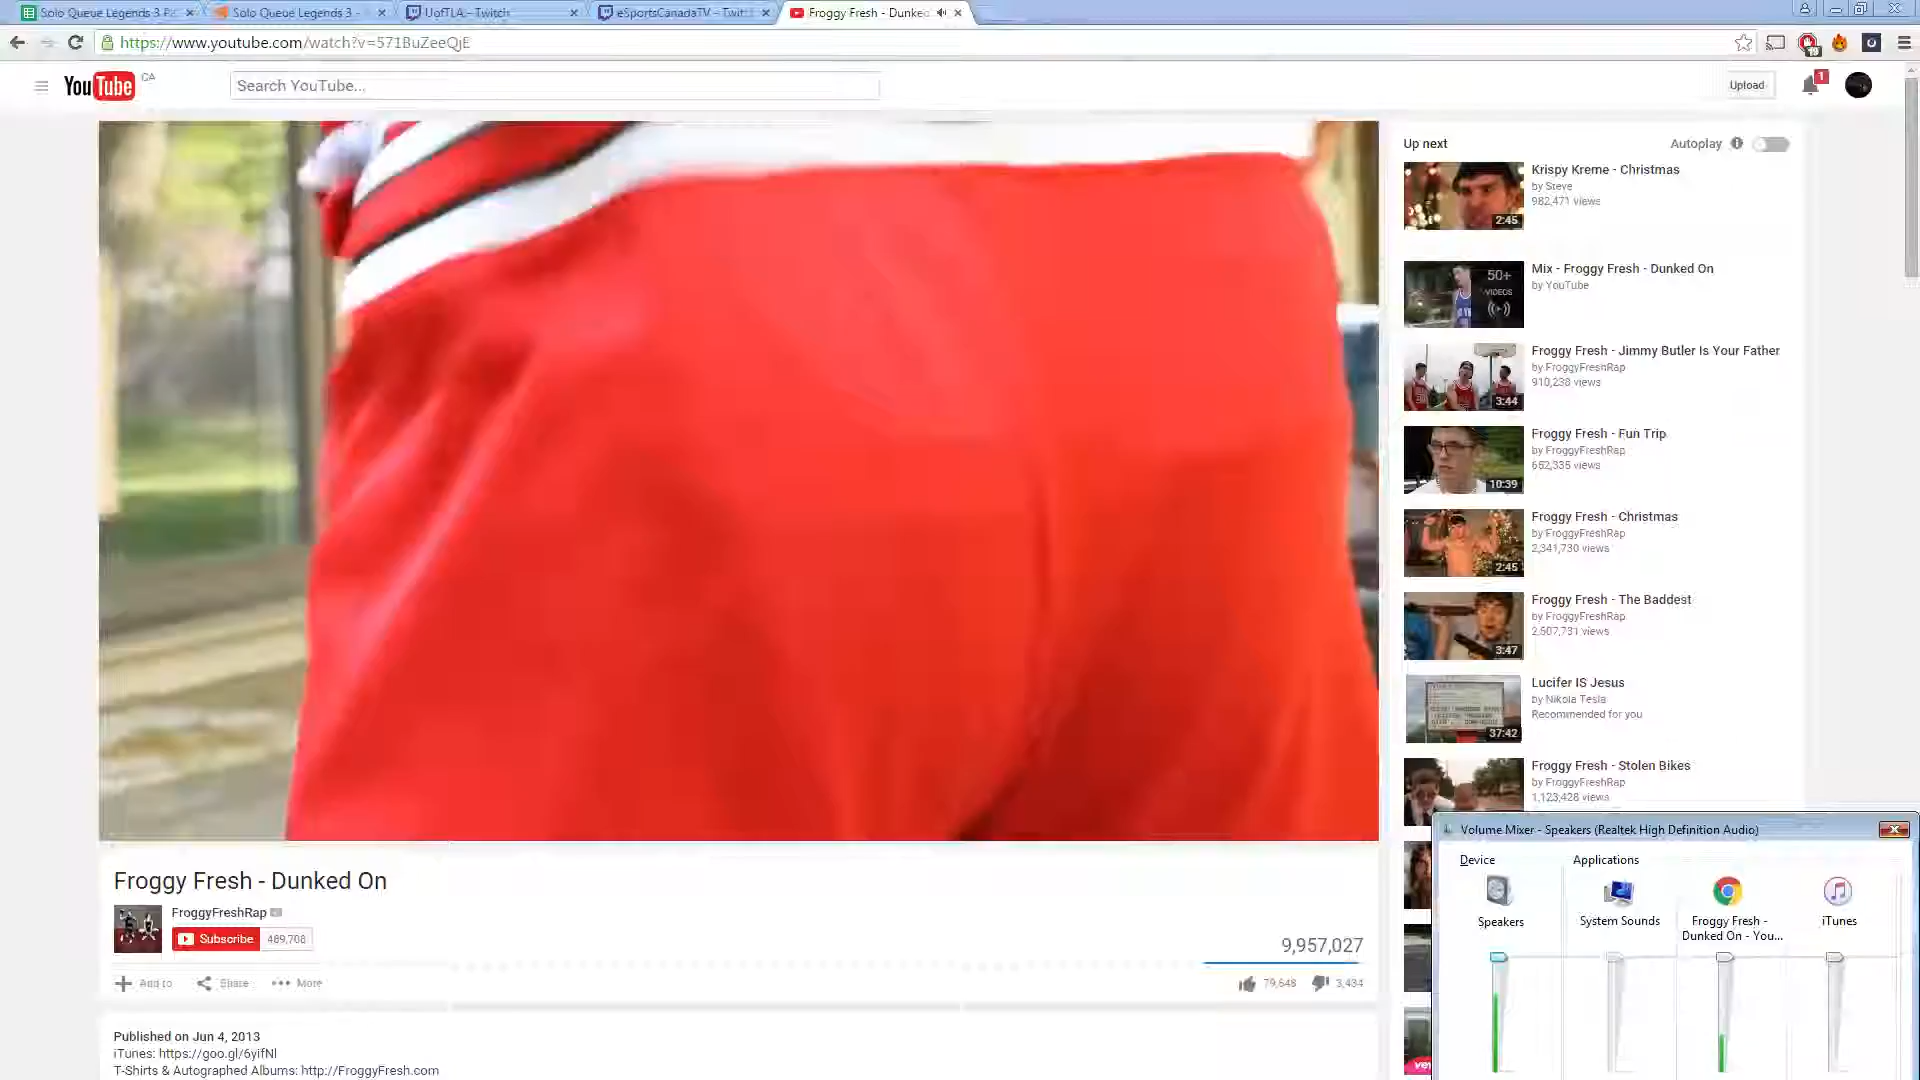 Solo Queue Legends 3 Pa
Solo Queue Legends 3 -
UofTLA - Twitch
eSportsCanadaTV - Twit
Froggy Fresh - Dunked
https://www.youtube.com/watch?v=571BuZeeQjE
YouTube CA
Search YouTube...
Upload
1
Up next
Autoplay
Krispy Kreme - Christmas
by Steve
982,471 views
2:45
Mix - Froggy Fresh - Dunked On
by YouTube
50+
VIDEOS
Froggy Fresh - Jimmy Butler Is Your Father
by FroggyFreshRap
910,238 views
3:44
Froggy Fresh - Fun Trip
by FroggyFreshRap
652,335 views
10:39
Froggy Fresh - Christmas
by FroggyFreshRap
2,341,730 views
2:45
Froggy Fresh - The Baddest
by FroggyFreshRap
2,507,731 views
3:47
Lucifer IS Jesus
by Nikola Tesla
Recommended for you
37:42
Froggy Fresh - Stolen Bikes
by FroggyFreshRap
1,123,428 views
Froggy Fresh - Dunked On
FroggyFreshRap
Subscribe
489,708
9,957,027
Add to
Share
More
79,648
3,434
Published on Jun 4, 2013
iTunes: https://goo.gl/6yifNl
T-Shirts & Autographed Albums: http://FroggyFresh.com
Volume Mixer - Speakers (Realtek High Definition Audio)
Device
Applications
Speakers
System Sounds
Froggy Fresh -
Dunked On - You...
iTunes